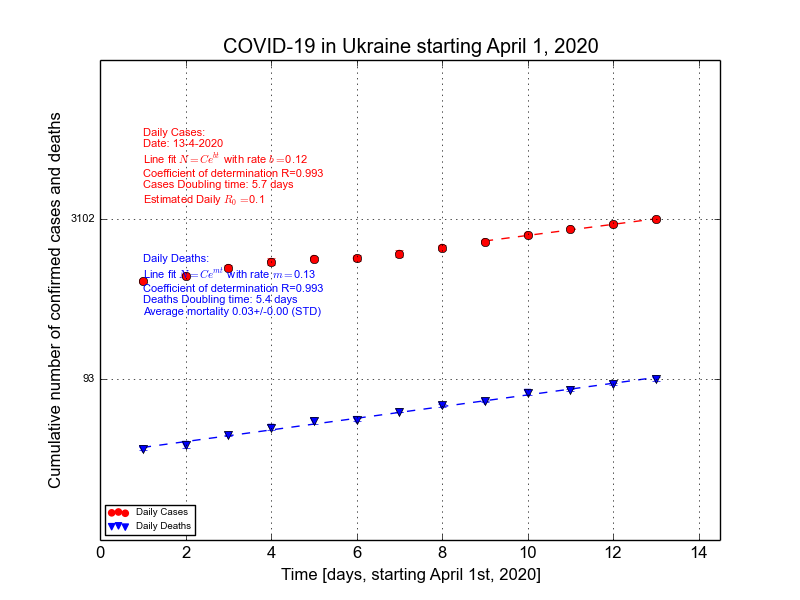 COVID-19 in Ukraine starting April 1, 2020
Cumulative number of confirmed cases and deaths
3102
93
Daily Cases:
Date: 13-4-2020
Line fit N=Ce^{bt} with rate b=0.12
Coefficient of determination R=0.993
Cases Doubling time: 5.7 days
Estimated Daily R_0 =0.1
Daily Deaths:
Line fit N=Ce^{mt} with rate m=0.13
Coefficient of determination R=0.993
Deaths Doubling time: 5.4 days
Average mortality 0.03+/-0.00 (STD)
Daily Cases
Daily Deaths
0 2 4 6 8 10 12 14
Time [days, starting April 1st, 2020]